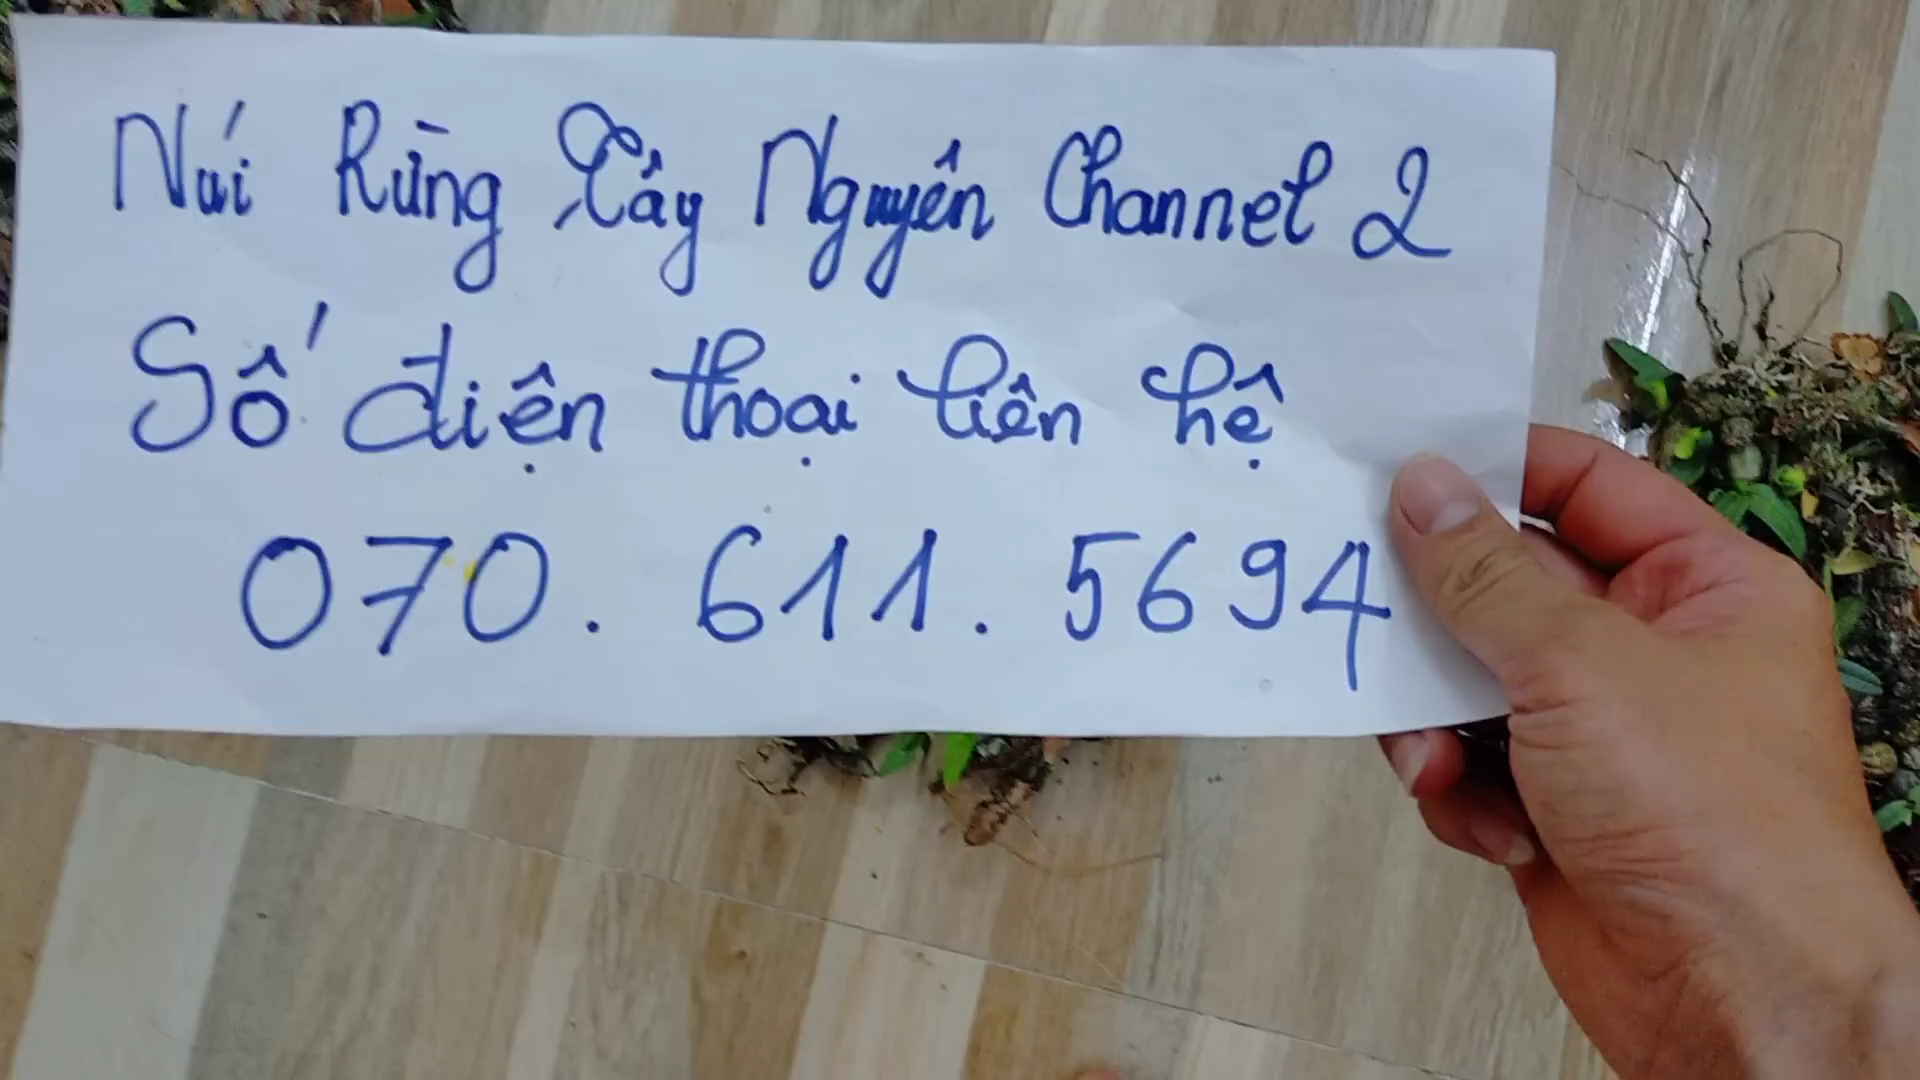 Núi Rừng Tây Nguyên Channel 2
Số điện thoại liên hệ
070. 611. 5694